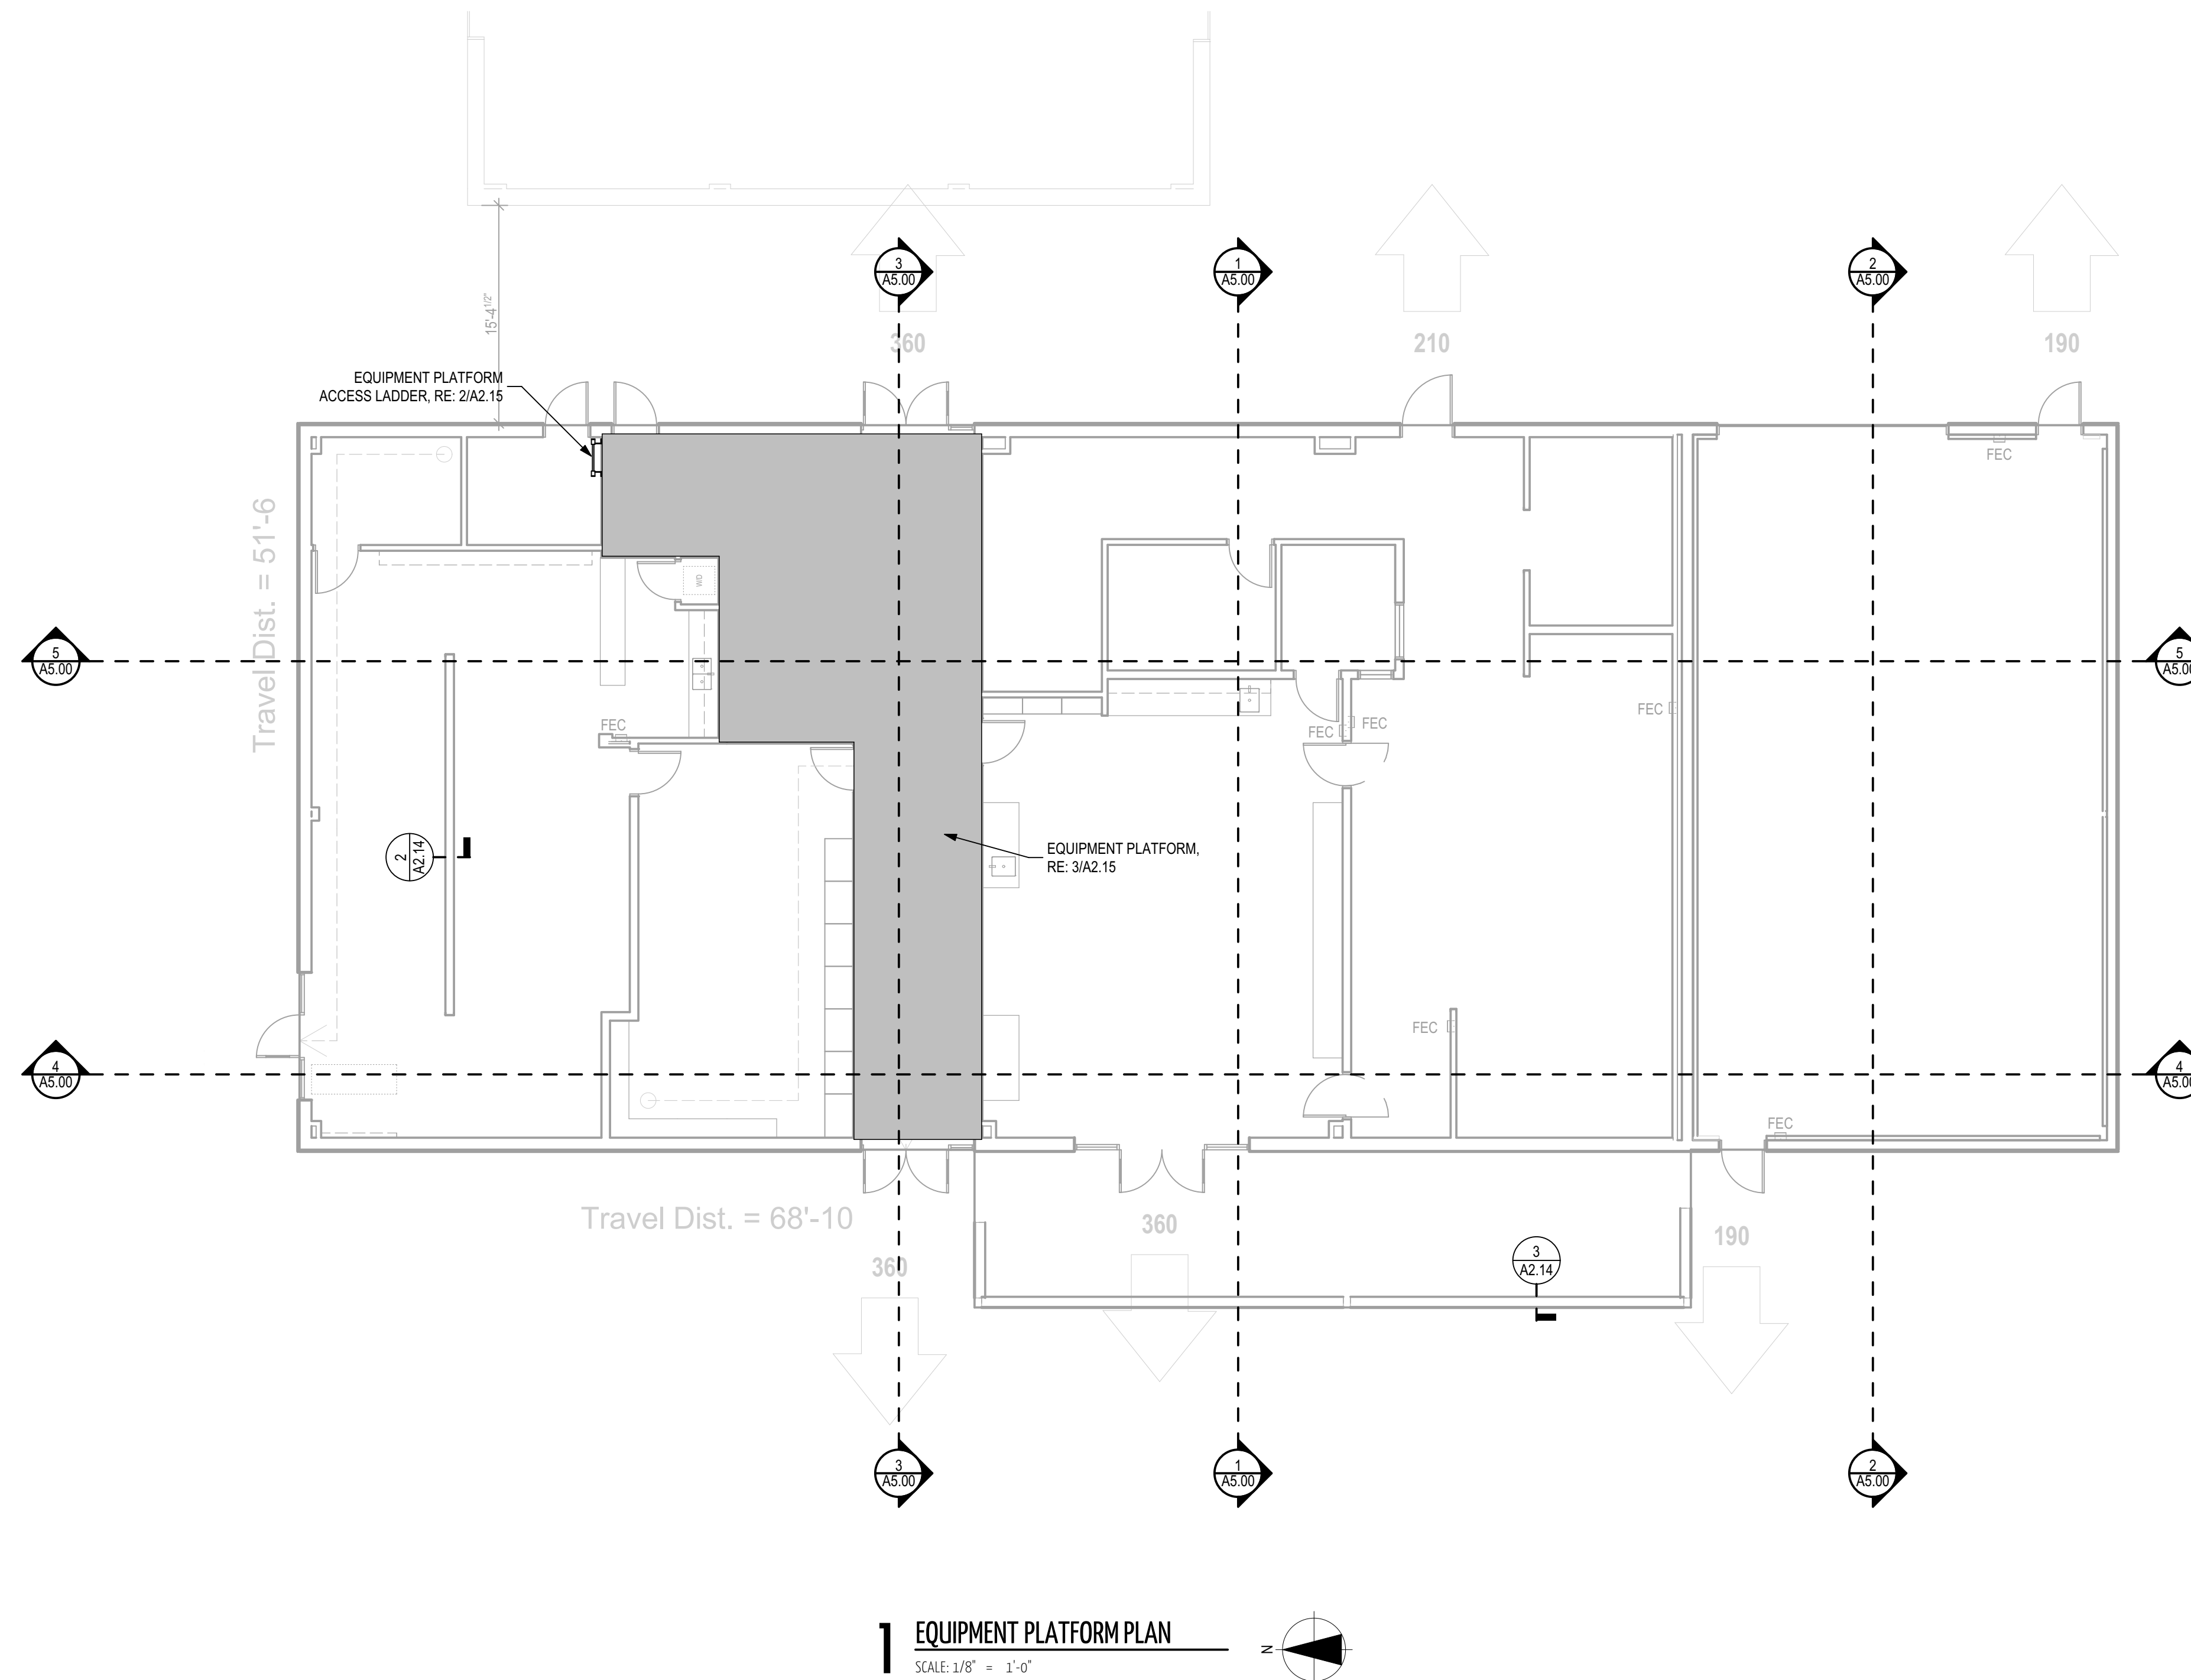 3
A5.00
1
A5.00
2
A5.00
360
210
190
15'-4 1/2"
EQUIPMENT PLATFORM
ACCESS LADDER, RE: 2/A2.15
FEC
Travel Dist. = 51'-6
W/D
5
A5.00
5
A5.00
FEC
FEC
FEC
FEC
2
A2.14
EQUIPMENT PLATFORM,
RE: 3/A2.15
FEC
4
A5.00
4
A5.00
FEC
Travel Dist. = 68'-10
360
360
190
3
A2.14
3
A5.00
1
A5.00
2
A5.00
1
EQUIPMENT PLATFORM PLAN
SCALE: 1/8" = 1'-0"
N